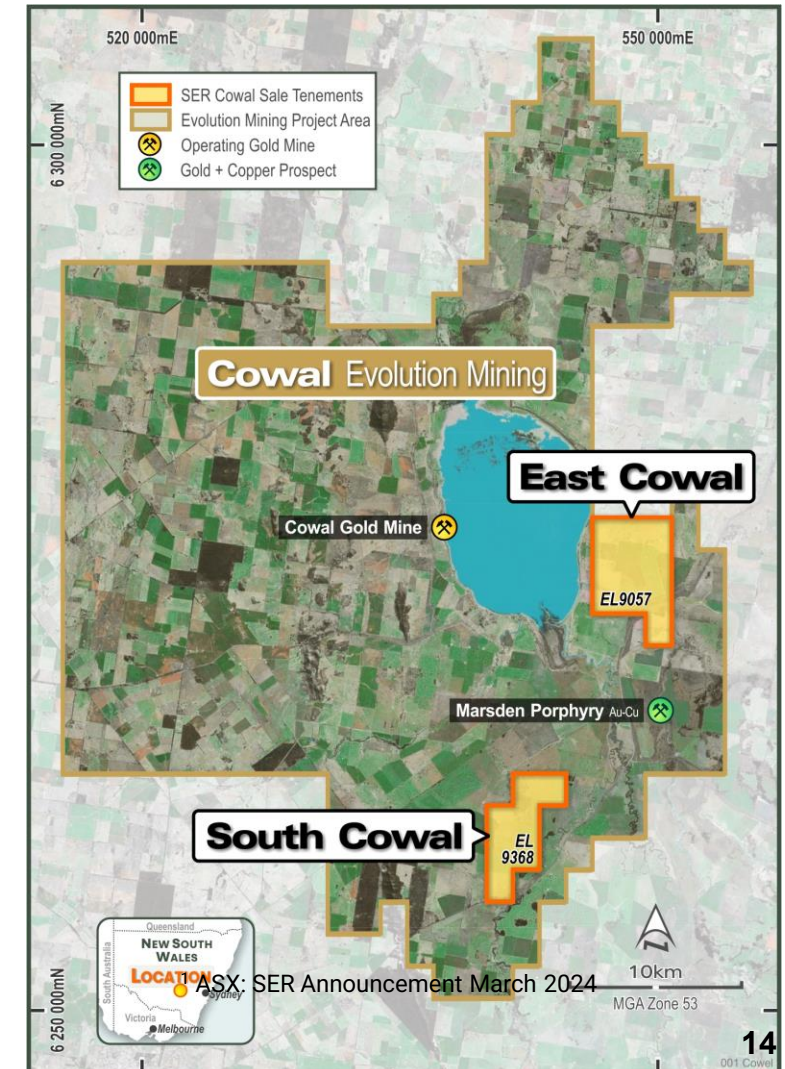 520 000mE
550 000mE
6 300 000mN
SER Cowal Sale Tenements
Evolution Mining Project Area
Operating Gold Mine
Gold + Copper Prospect
Cowal Evolution Mining
East Cowal
Cowal Gold Mine
EL9057
Marsden Porphyry Au-Cu
South Cowal
EL
9368
Queensland
South Australia
NEW SOUTH
WALES
LOCATION
Sydney
Victoria
Melbourne
1 ASX: SER Announcement March 2024
10km
MGA Zone 53
6 250 000mN
14
001 Cowel